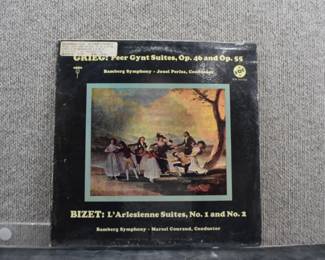 GRIEG: Peer Gynt Suites, Op. 46 and Op. 55
Bamberg Symphony - Jonel Perlea, Conductor
BIZET: L'Arlesienne Suites, No. 1 and No. 2
Bamberg Symphony - Marcel Couraud, Conductor